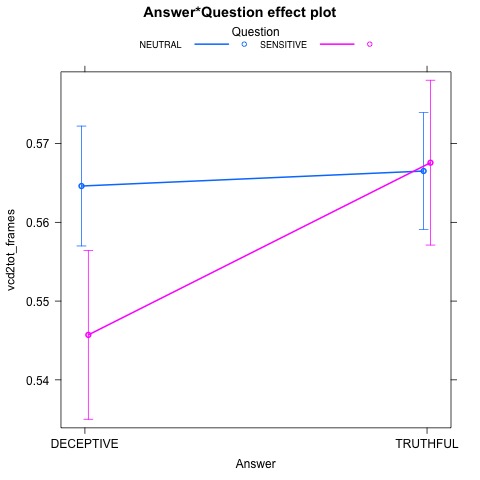 Answer*Question effect plot
Question
NEUTRAL SENSITIVE
0.57
0.56
0.55
0.54
vcd2tot_frames
DECEPTIVE TRUTHFUL
Answer